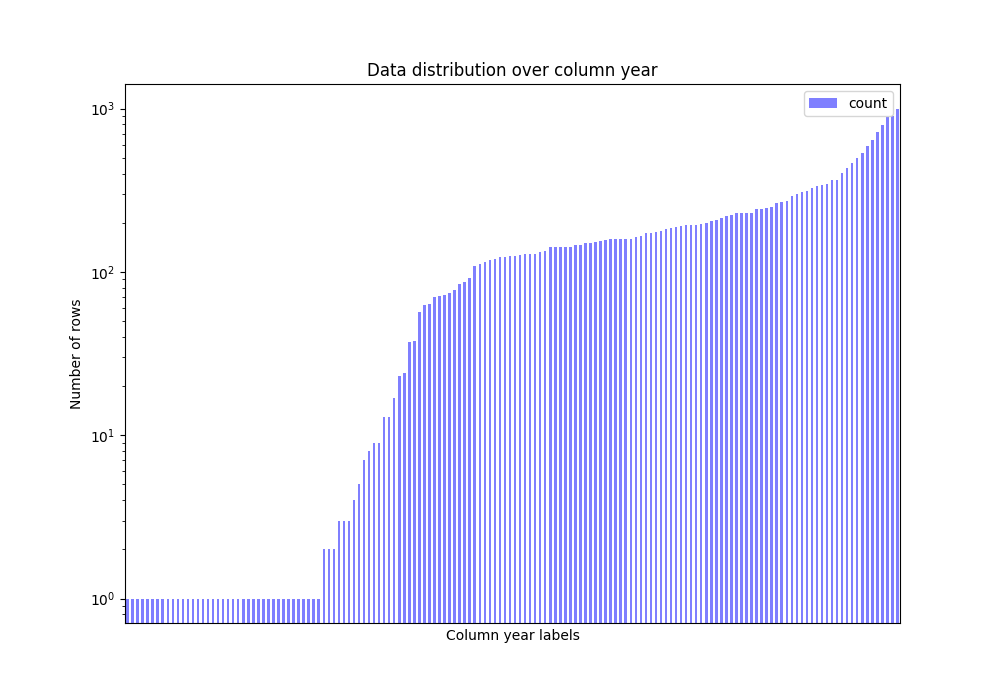 Data distribution over column year
count
10³
10²
10¹
10⁰
Number of rows
Column year labels